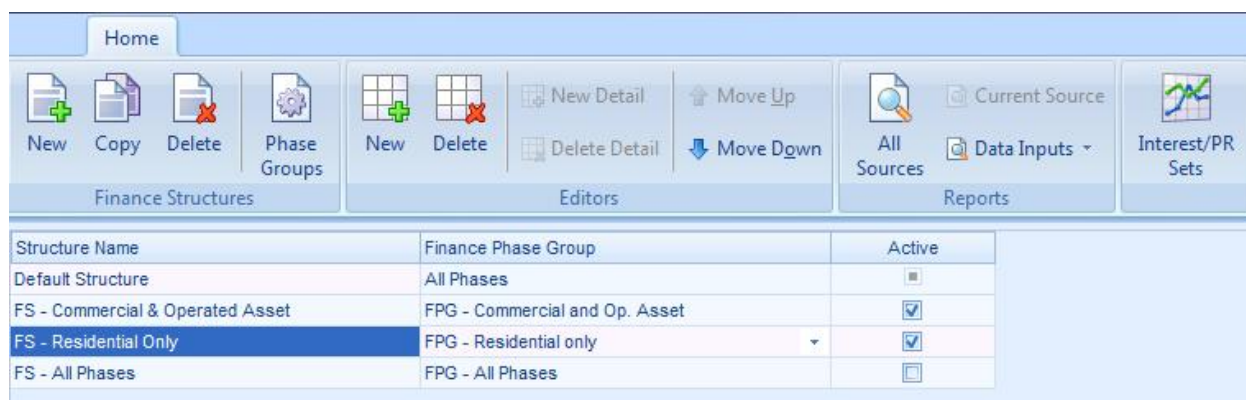 Home
New
Copy
Delete
Phase
Groups
Finance Structures
New
Delete
New Detail
Delete Detail
Move Up
Move Down
Editors
All
Sources
Current Source
Data Inputs
Reports
Interest/PR
Sets
Structure Name Finance Phase Group Active
Default Structure All Phases
FS - Commercial & Operated Asset FPG - Commercial and Op. Asset
FS - Residential Only FPG - Residential only
FS - All Phases FPG - All Phases